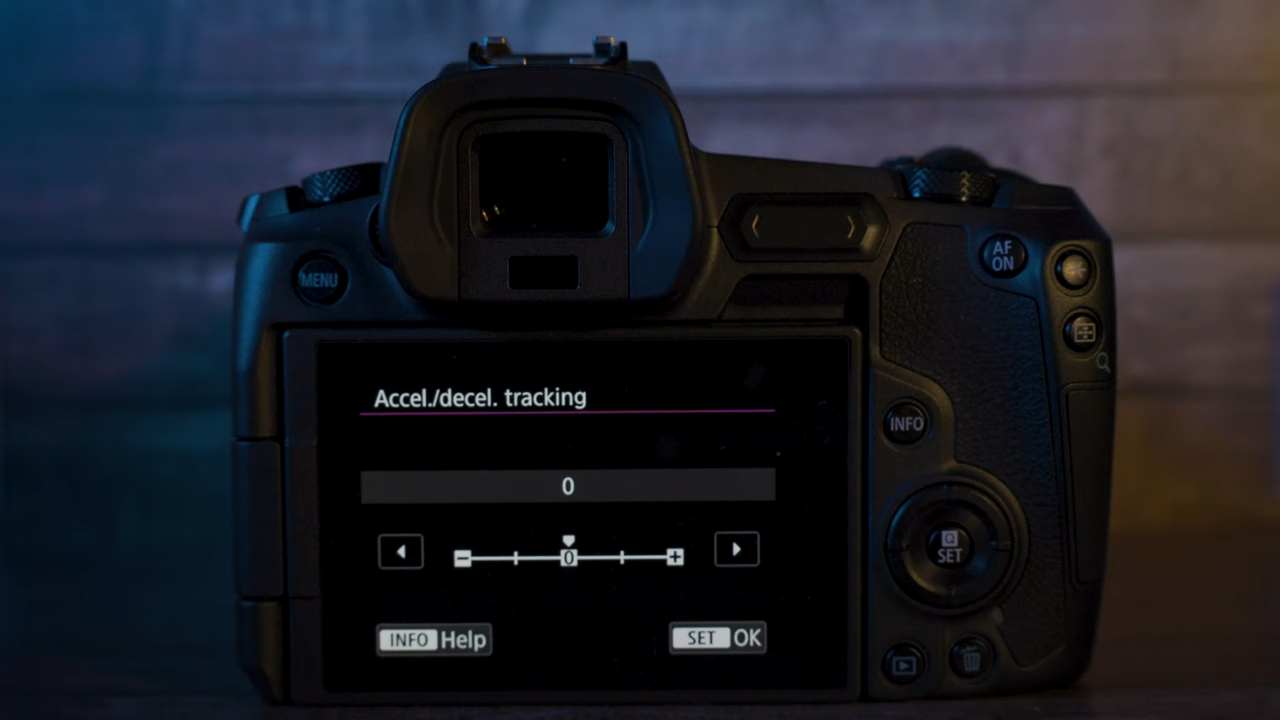 MENU
AF
ON
Accel./decel. tracking
0
0
INFO Help
SET OK
INFO
Q
SET